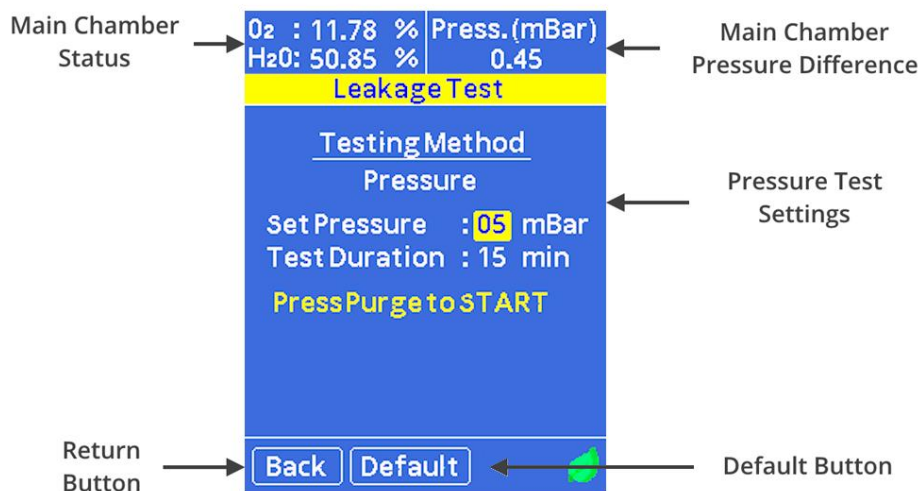 Main Chamber
Status
O2 : 11.78 %
H2O: 50.85 %
Press.(mBar)
0.45
Main Chamber
Pressure Difference
Leakage Test
Testing Method
Pressure
Set Pressure : 05 mBar
Test Duration : 15 min
Press Purge to START
Pressure Test
Settings
Return
Button
Back
Default
Default Button